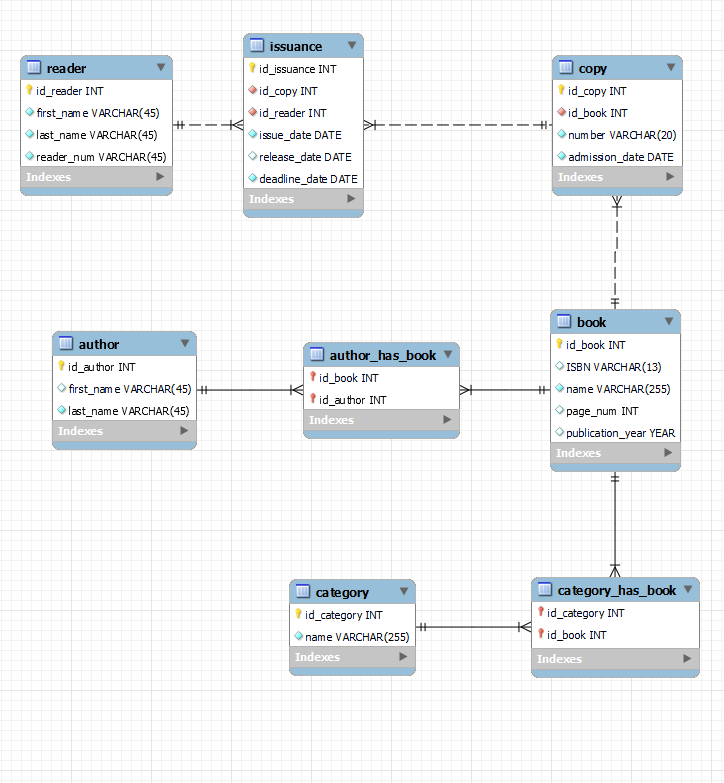 reader
id_reader INT
first_name VARCHAR(45)
last_name VARCHAR(45)
reader_num VARCHAR(45)
Indexes
issuance
id_issuance INT
id_copy INT
id_reader INT
issue_date DATE
release_date DATE
deadline_date DATE
Indexes
copy
id_copy INT
id_book INT
number VARCHAR(20)
admission_date DATE
Indexes
author
id_author INT
first_name VARCHAR(45)
last_name VARCHAR(45)
Indexes
author_has_book
id_book INT
id_author INT
Indexes
book
id_book INT
ISBN VARCHAR(13)
name VARCHAR(255)
page_num INT
publication_year YEAR
Indexes
category
id_category INT
name VARCHAR(255)
Indexes
category_has_book
id_category INT
id_book INT
Indexes